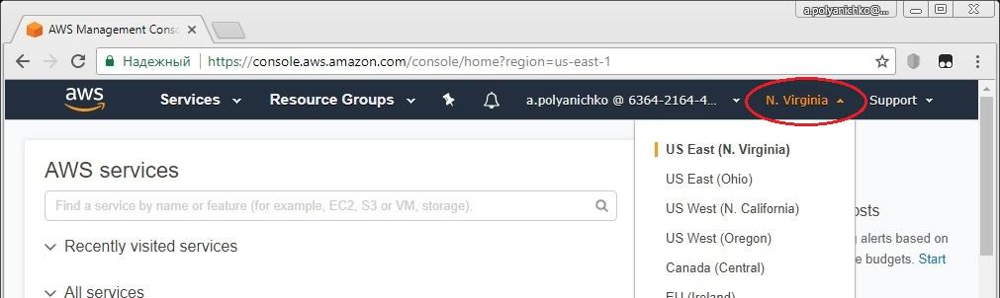 a.polyanichko@...
AWS Management Conso
Надежный https://console.aws.amazon.com/console/home?region=us-east-1
aws Services Resource Groups a.polyanichko @ 6364-2164-4... N. Virginia Support
AWS services
Find a service by name or feature (for example, EC2, S3 or VM, storage).
Recently visited services
All services
US East (N. Virginia)
US East (Ohio)
US West (N. California)
US West (Oregon)
Canada (Central)
EU (Ireland)
osts
alerts based on
e budgets. Start